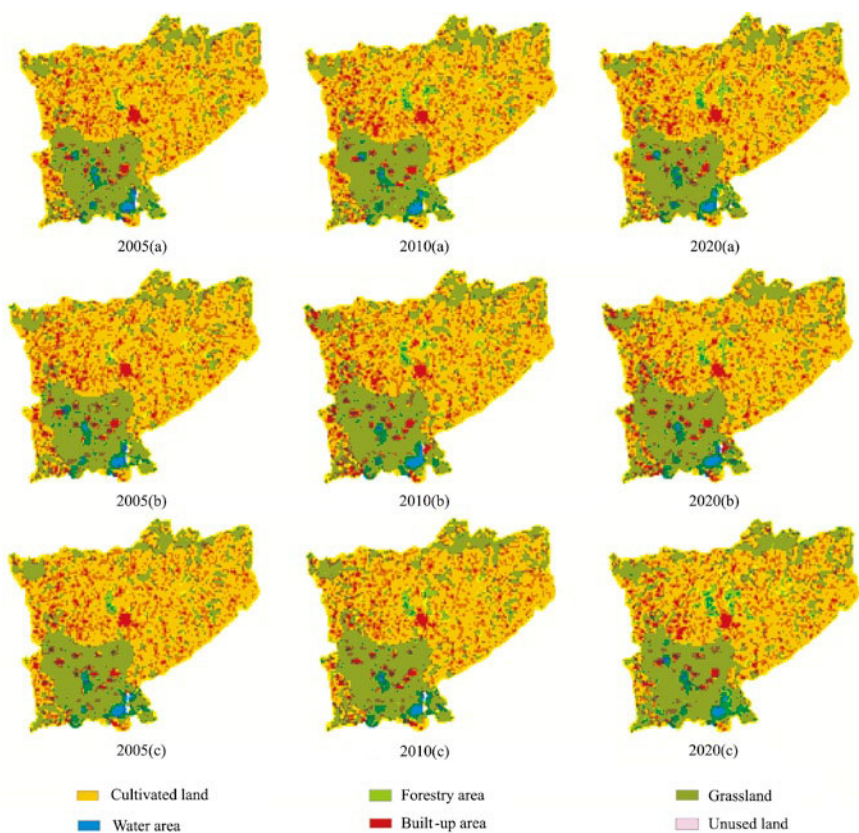 2005(a) 2010(a) 2020(a)
2005(b) 2010(b) 2020(b)
2005(c) 2010(c) 2020(c)
Cultivated land Forestry area Grassland
Water area Built-up area Unused land